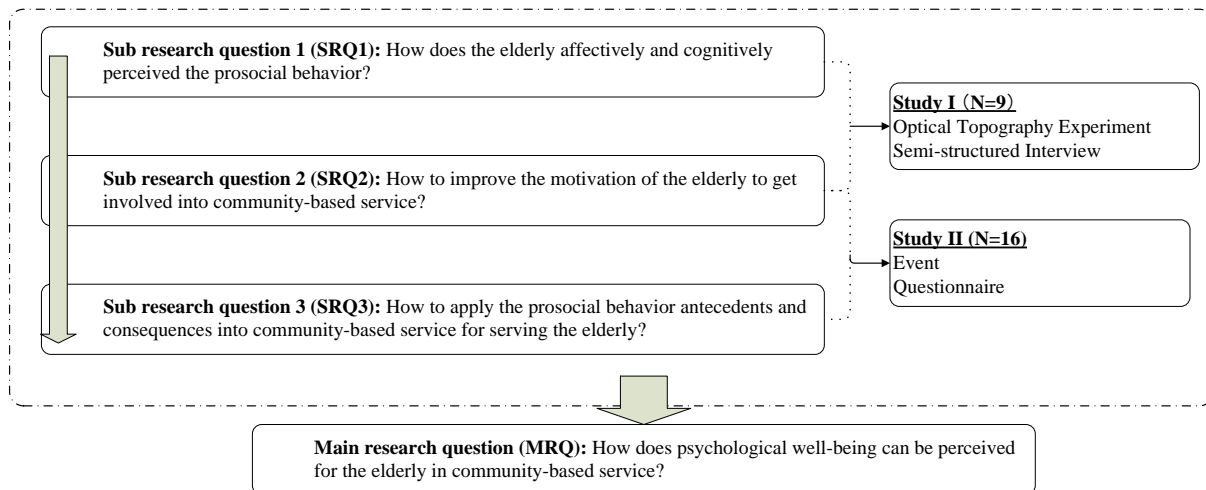 Sub research question 1 (SRQ1): How does the elderly affectively and cognitively
perceived the prosocial behavior?
Study I（N=9）
Optical Topography Experiment
Semi-structured Interview
Sub research question 2 (SRQ2): How to improve the motivation of the elderly to get
involved into community-based service?
Study II (N=16)
Event
Questionnaire
Sub research question 3 (SRQ3): How to apply the prosocial behavior antecedents and
consequences into community-based service for serving the elderly?
Main research question (MRQ): How does psychological well-being can be perceived
for the elderly in community-based service?